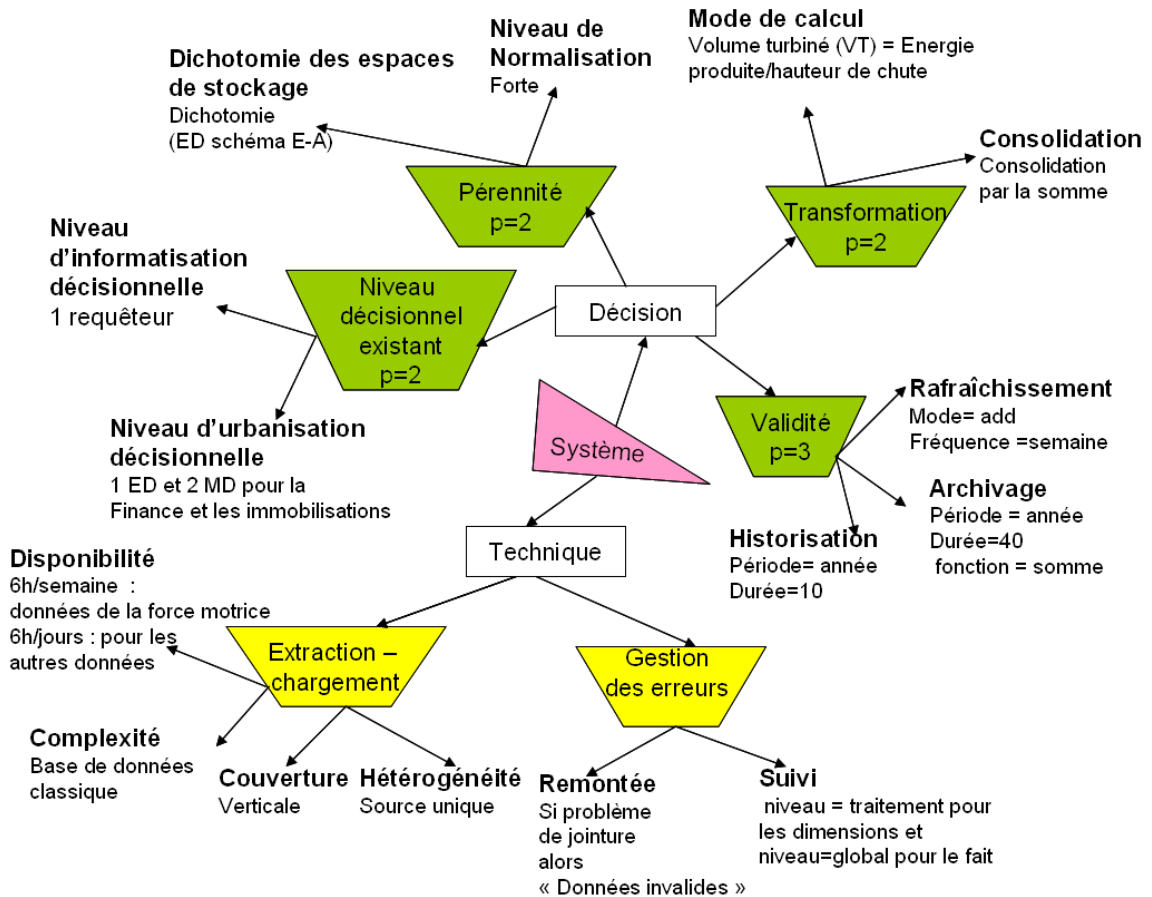 Mode de calcul
Volume turbiné (VT) = Energie
produite/hauteur de chute
Niveau de
Normalisation
Forte
Dichotomie des espaces
de stockage
Dichotomie
(ED schéma E-A)
Consolidation
Consolidation
par la somme
Pérennité
p=2
Transformation
p=2
Niveau
d’informatisation
décisionnelle
1 requêteur
Niveau
décisionnel
existant
p=2
Décision
Rafraîchissement
Mode= add
Fréquence =semaine
Validité
p=3
Niveau d’urbanisation
décisionnelle
1 ED et 2 MD pour la
Finance et les immobilisations
Système
Archivage
Période = année
Durée=40
fonction = somme
Historisation
Période= année
Durée=10
Technique
Disponibilité
6h/semaine :
données de la force motrice
6h/jours : pour les
autres données
Extraction –
chargement
Gestion
des erreurs
Complexité
Base de données
classique
Couverture
Verticale
Hétérogénéité
Source unique
Remontée
Si problème
de jointure
alors
« Données invalides »
Suivi
niveau = traitement pour
les dimensions et
niveau=global pour le fait